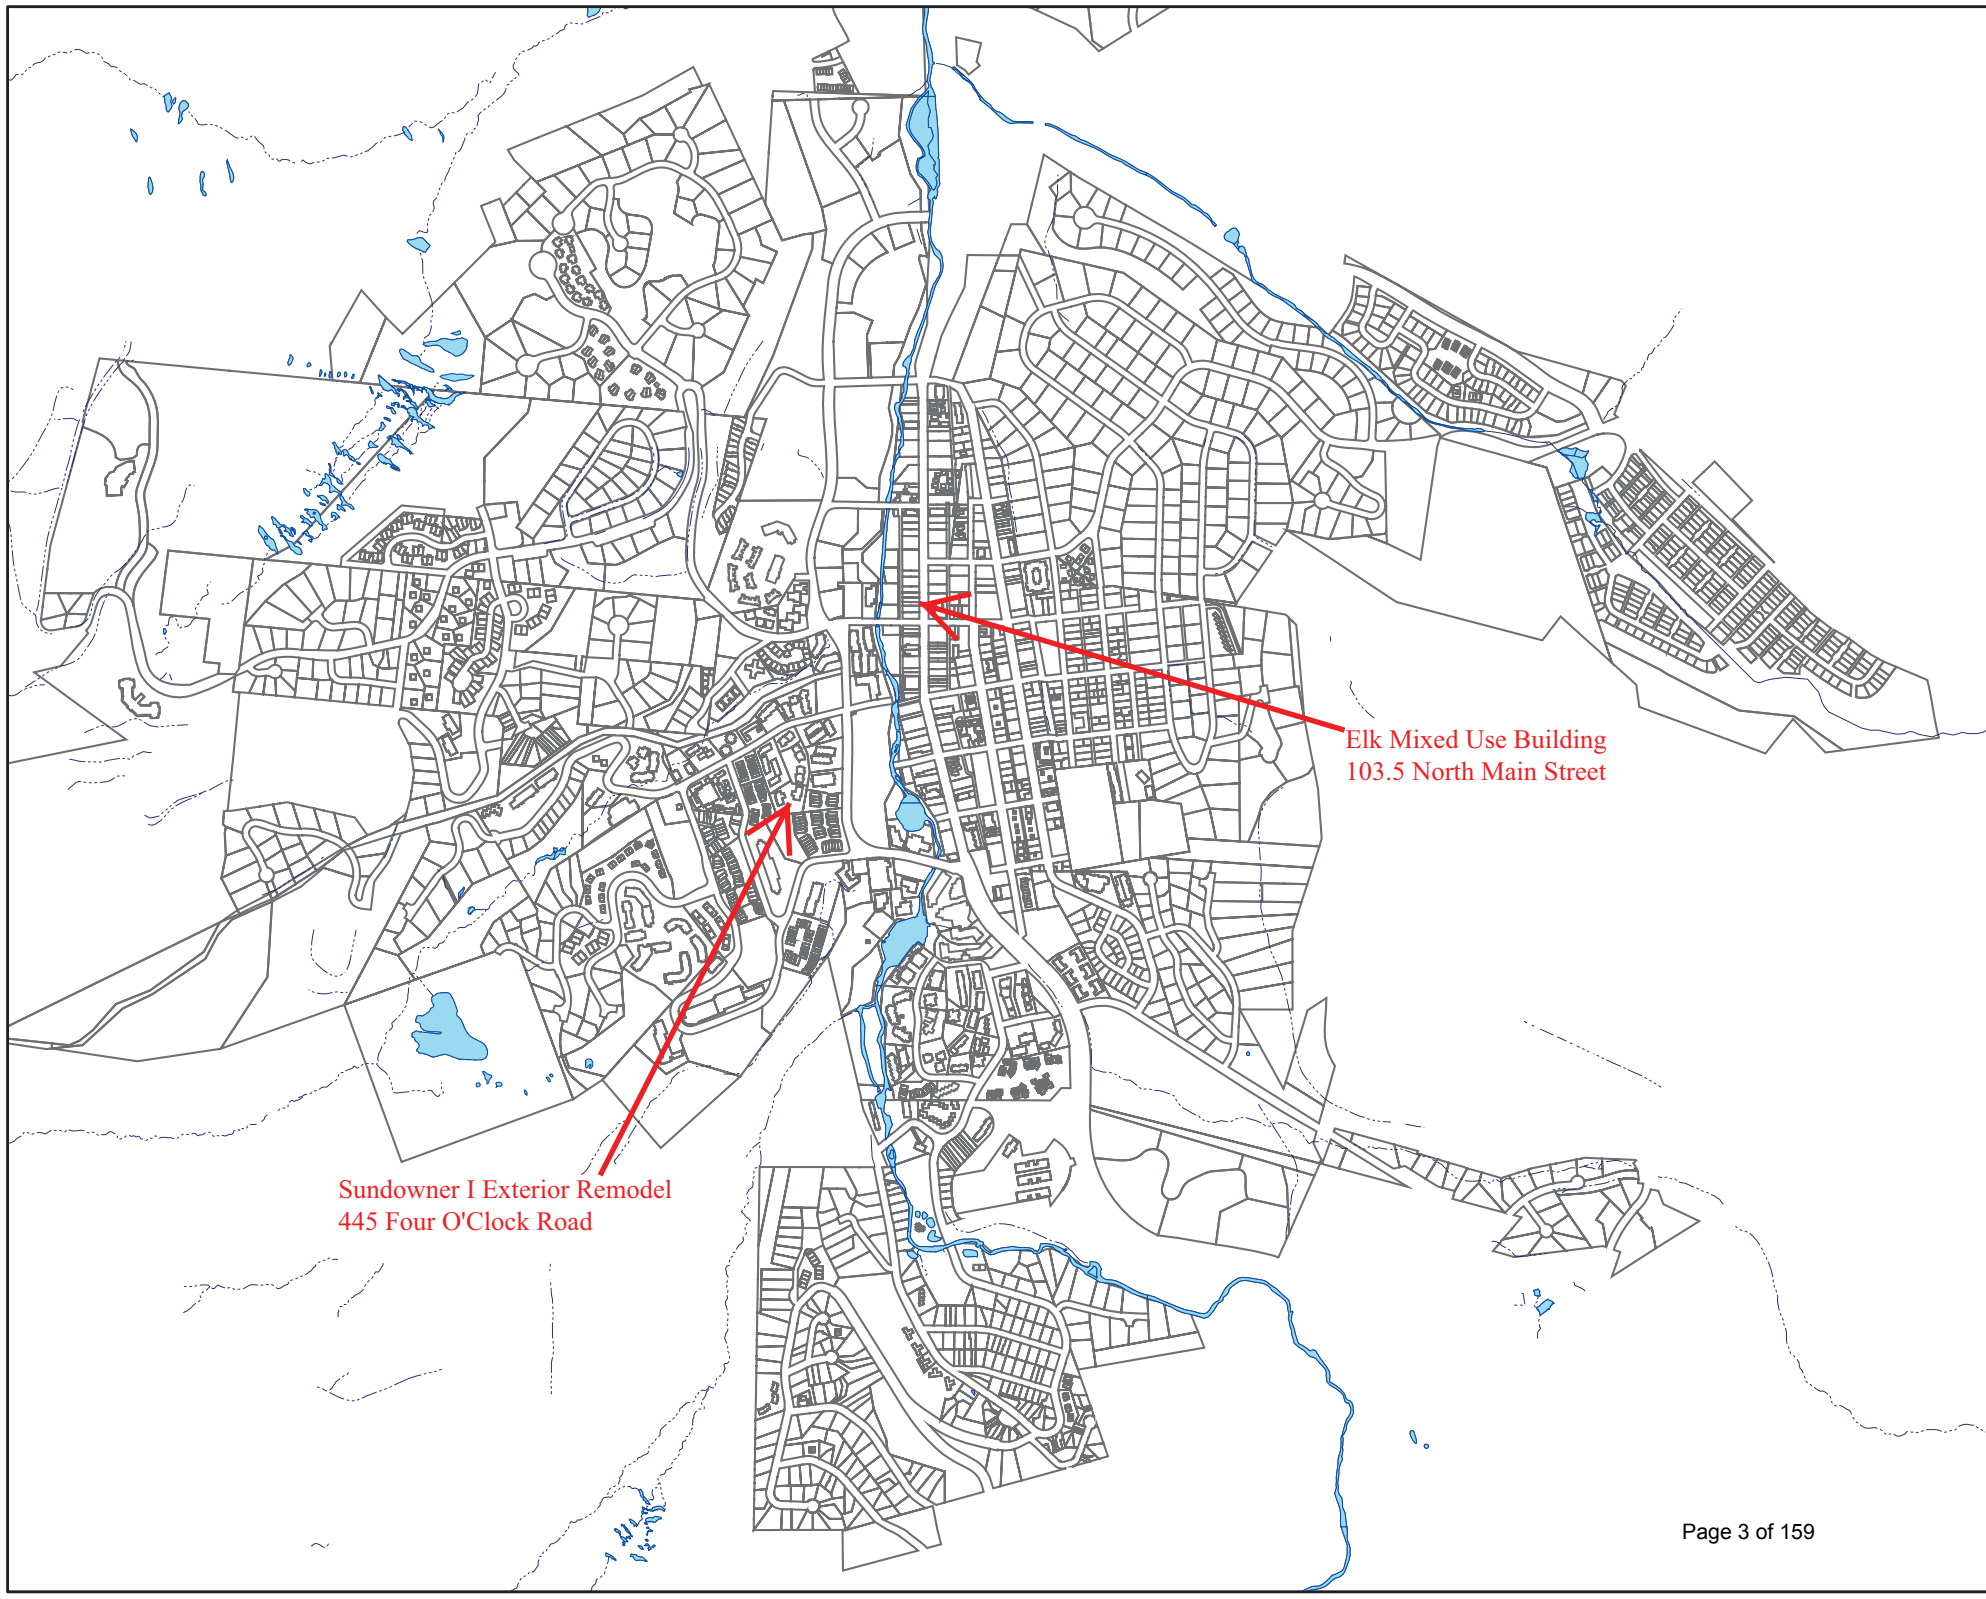 Elk Mixed Use Building
103.5 North Main Street
Sundowner I Exterior Remodel
445 Four O'Clock Road
Page 3 of 159